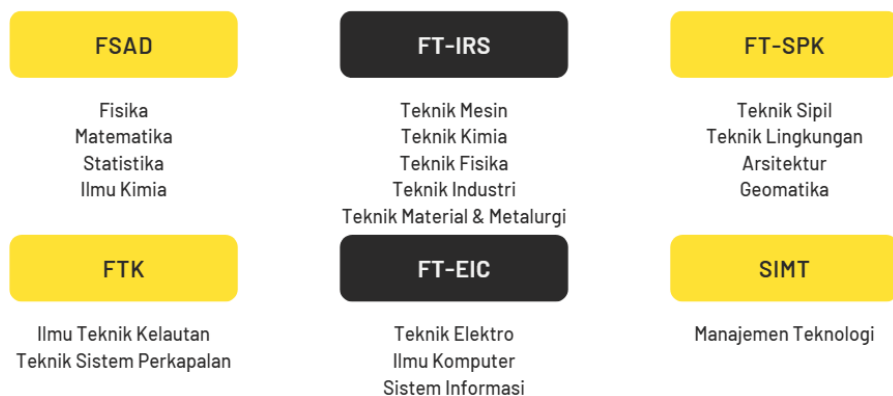 FSAD
Fisika
Matematika
Statistika
Ilmu Kimia
FT-IRS
Teknik Mesin
Teknik Kimia
Teknik Fisika
Teknik Industri
Teknik Material & Metalurgi
FT-SPK
Teknik Sipil
Teknik Lingkungan
Arsitektur
Geomatika
FTK
Ilmu Teknik Kelautan
Teknik Sistem Perkapalan
FT-EIC
Teknik Elektro
Ilmu Komputer
Sistem Informasi
SIMT
Manajemen Teknologi